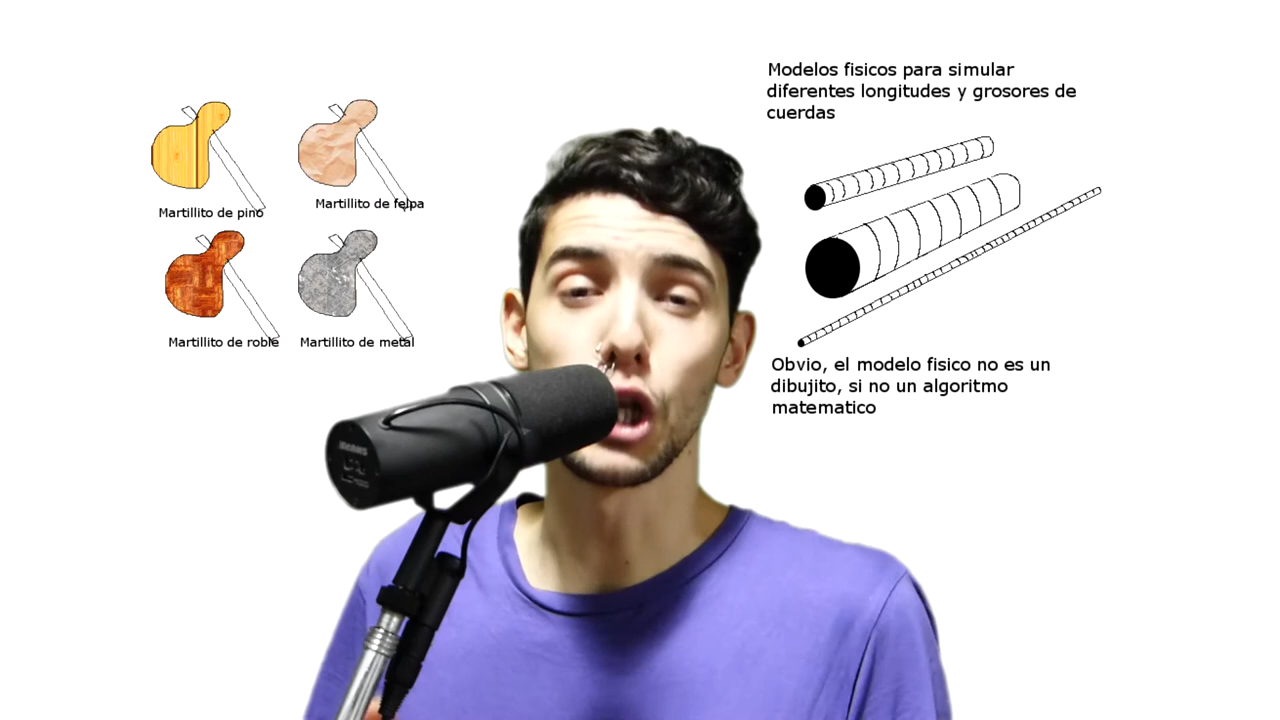 Martillito de pino
Martillito de felpa
Martillito de roble
Martillito de metal
Modelos fisicos para simular
diferentes longitudes y grosores de
cuerdas
Obvio, el modelo fisico no es un
dibujito, si no un algoritmo
matematico